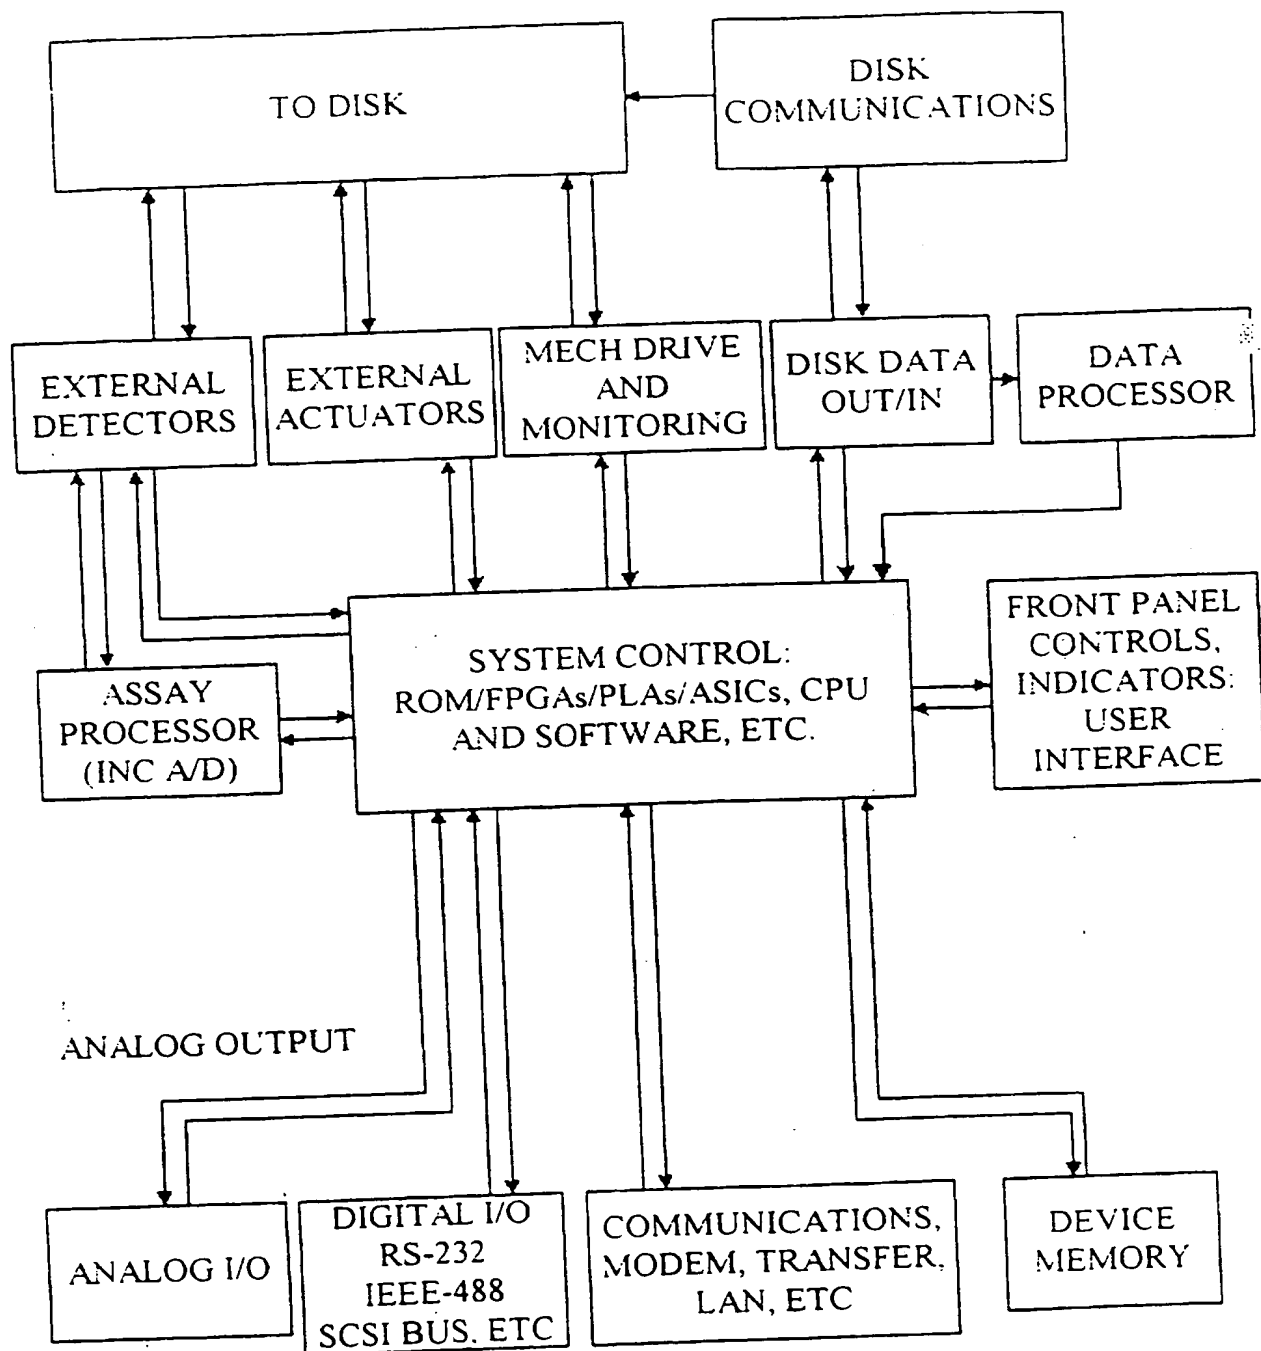 TO DISK
DISK
COMMUNICATIONS
EXTERNAL
DETECTORS
EXTERNAL
ACTUATORS
MECH DRIVE
AND
MONITORING
DISK DATA
OUT/IN
DATA
PROCESSOR
ASSAY
PROCESSOR
(INC A/D)
SYSTEM CONTROL:
ROM/FPGAs/PLAs/ASICs, CPU
AND SOFTWARE, ETC.
FRONT PANEL
CONTROLS,
INDICATORS:
USER
INTERFACE
ANALOG OUTPUT
ANALOG I/O
DIGITAL I/O
RS-232
IEEE-488
SCSI BUS, ETC
COMMUNICATIONS,
MODEM, TRANSFER,
LAN, ETC
DEVICE
MEMORY